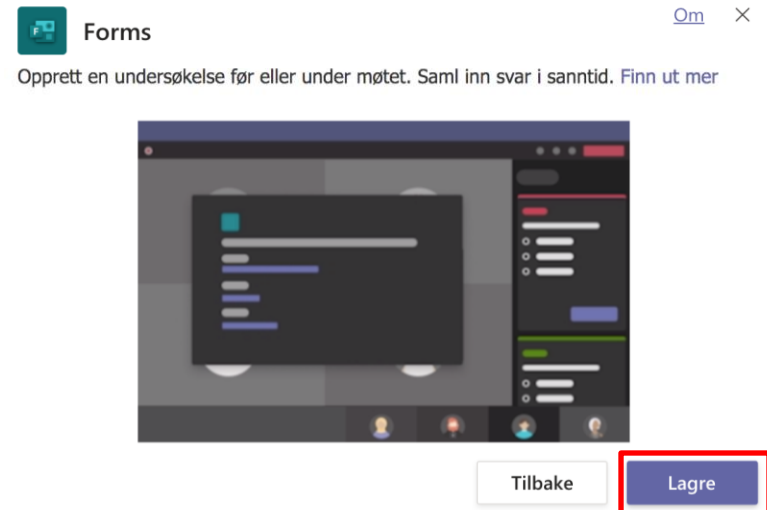 Om
Forms
Opprett en undersøkelse før eller under møtet. Saml inn svar i sanntid. Finn ut mer
Tilbake
Lagre